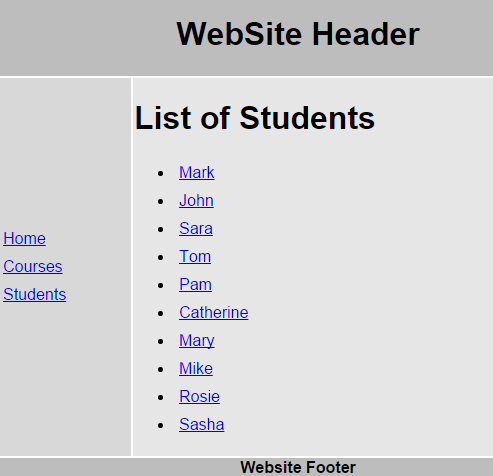 WebSite Header
Home
Courses
Students
List of Students
Mark
John
Sara
Tom
Pam
Catherine
Mary
Mike
Rosie
Sasha
Website Footer